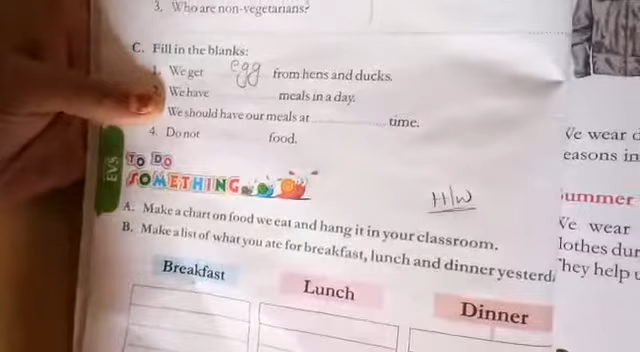 3. Who are non-vegetarians?
C. Fill in the blanks:
1. We get egg from hens and ducks.
2. We have meals in a day.
We should have our meals at time.
4. Do not food.
EVS
TO DO
SOMETHING
H/W
A. Make a chart on food we eat and hang it in your classroom.
B. Make a list of what you ate for breakfast, lunch and dinner yesterd
Breakfast Lunch Dinner
Ve wear
easons in
ummer
Ve wear
lothes dur
They help